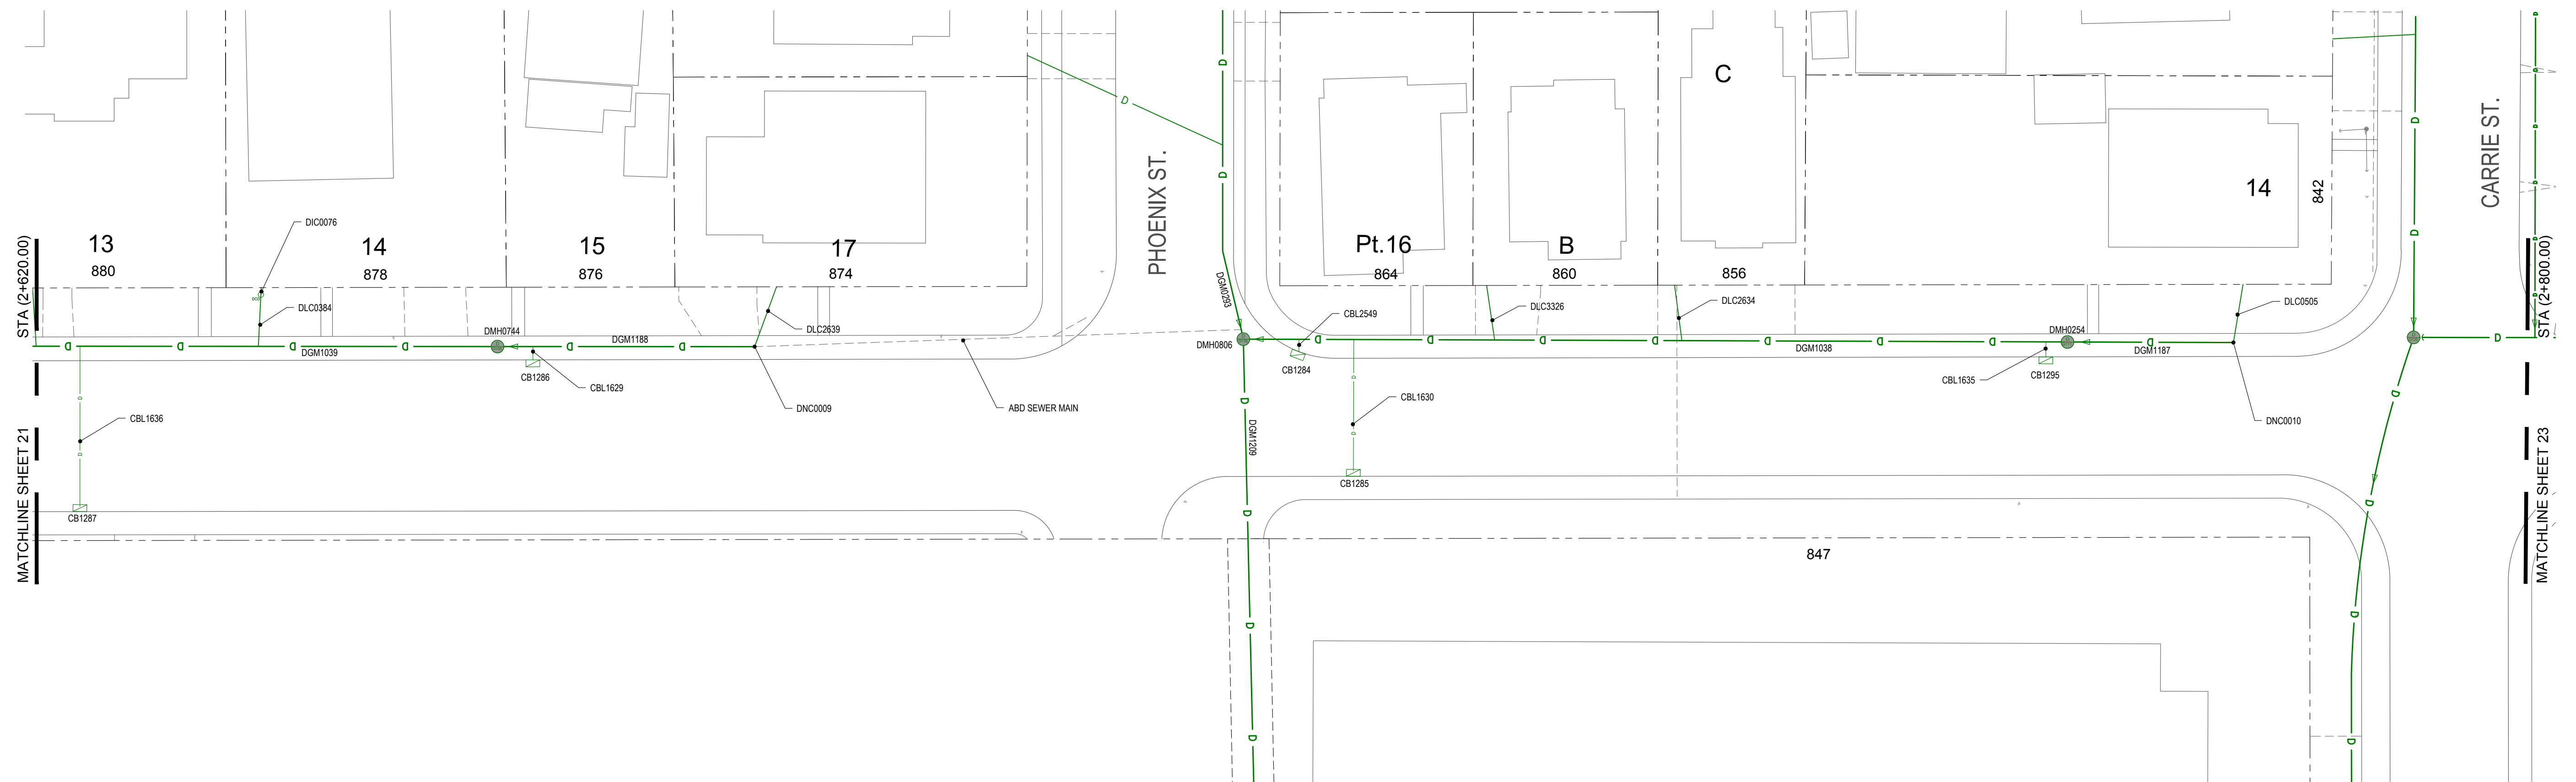 STA (2+620.00)
MATCHLINE SHEET 21
13
880
DIC0076
14
878
15
876
17
874
DLC0384
DMH0744
DGM1188
DLC2639
DGM1039
CB1286
CBL1629
DNC0009
ABD SEWER MAIN
CBL1636
CB1287
D
PHOENIX ST.
DGM0293
DMH0806
DGM1209
CBL2549
CB1284
CBL1630
CB1285
Pt.16
864
B
860
C
856
DLC3326
DLC2634
DGM1038
DMH0254
DGM1187
CBL1635
CB1295
14
842
DLC0505
DNC0010
847
CARRIE ST.
STA (2+800.00)
MATCHLINE SHEET 23